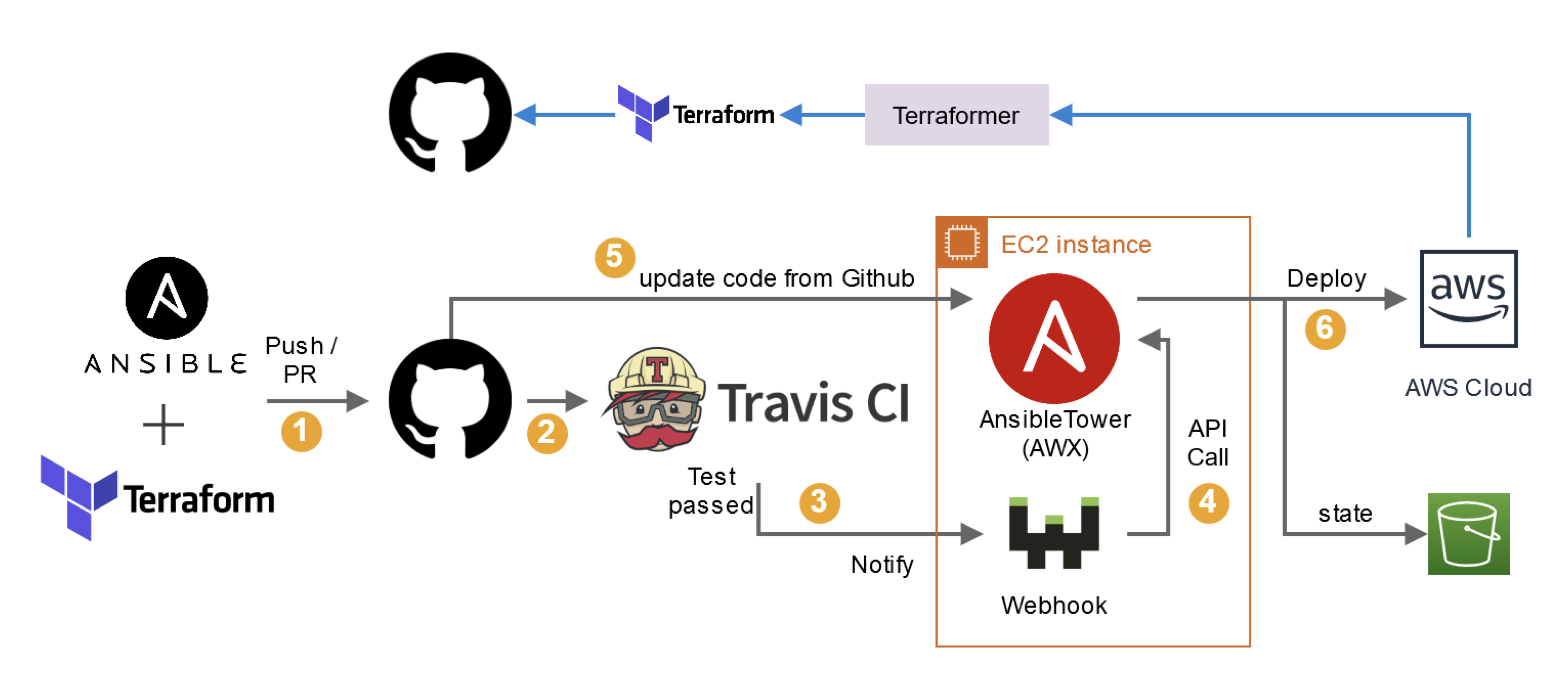 Terraform
Terraformer
EC2 instance
5
update code from Github
Deploy
6
aws
AWS Cloud
ANSIBLE
Push /
PR
1
2
T
Travis CI
AnsibleTower
(AWX)
API
Call
4
Terraform
Test
passed
3
Notify
Webhook
state